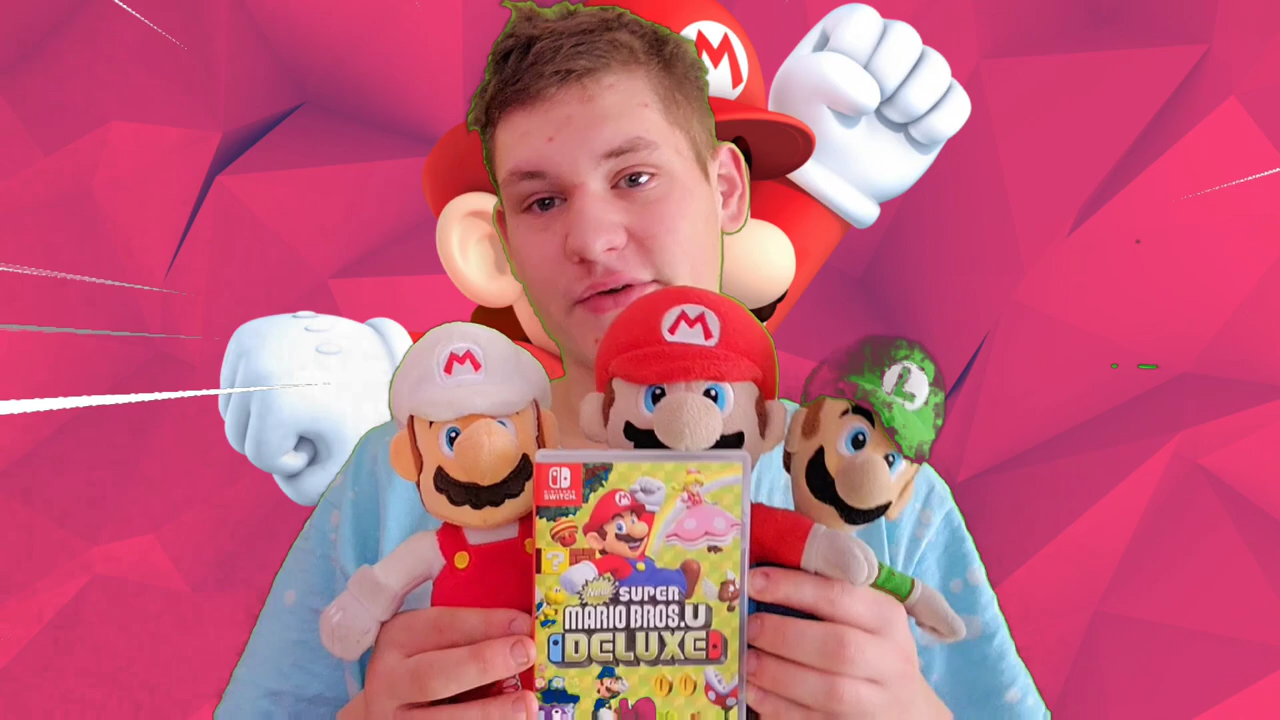 M
M
M
L
NINTENDO
SWITCH
M
?
New
SUPER
MARIO BROS.U
DELUXE